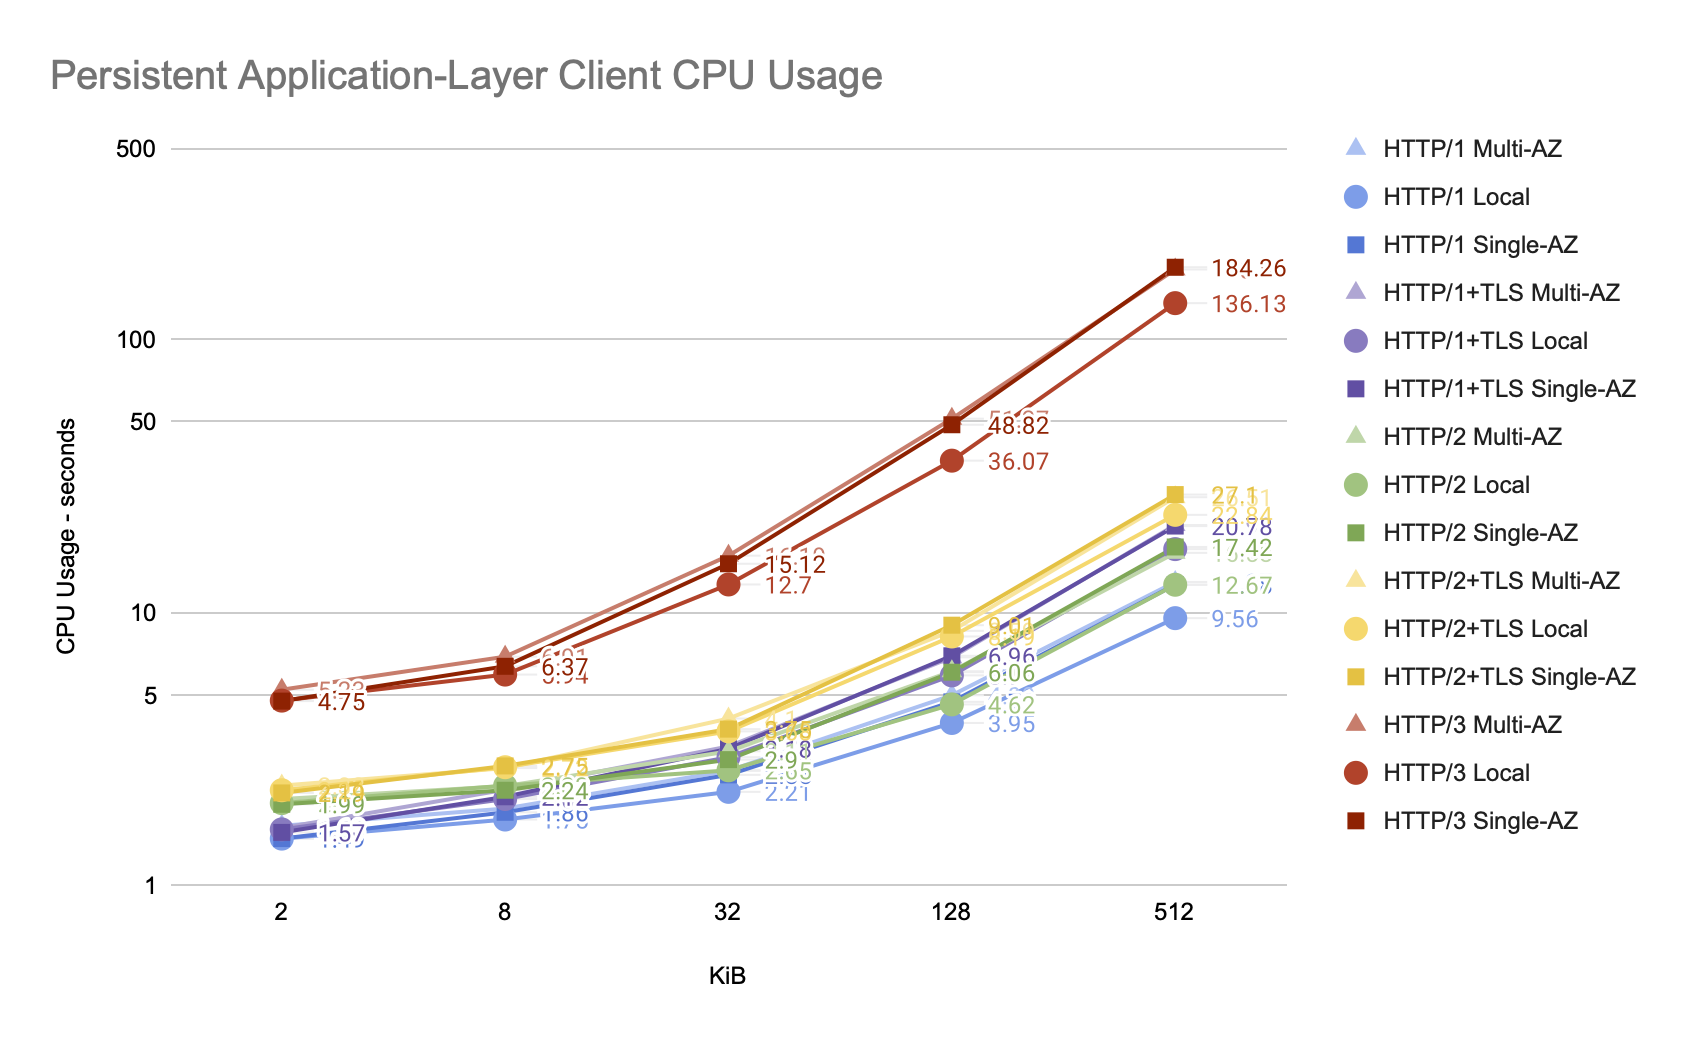 Persistent Application-Layer Client CPU Usage
500
100
50
10
5
1
CPU Usage - seconds
2
8
32
128
512
KiB
4.75
1.57
1.99
6.37
2.75
2.24
1.86
15.12
12.7
2.9
2.21
48.82
36.07
9.01
6.96
6.06
4.62
3.95
184.26
136.13
27.1
22.84
20.78
17.42
12.67
9.56
HTTP/1 Multi-AZ
HTTP/1 Local
HTTP/1 Single-AZ
HTTP/1+TLS Multi-AZ
HTTP/1+TLS Local
HTTP/1+TLS Single-AZ
HTTP/2 Multi-AZ
HTTP/2 Local
HTTP/2 Single-AZ
HTTP/2+TLS Multi-AZ
HTTP/2+TLS Local
HTTP/2+TLS Single-AZ
HTTP/3 Multi-AZ
HTTP/3 Local
HTTP/3 Single-AZ